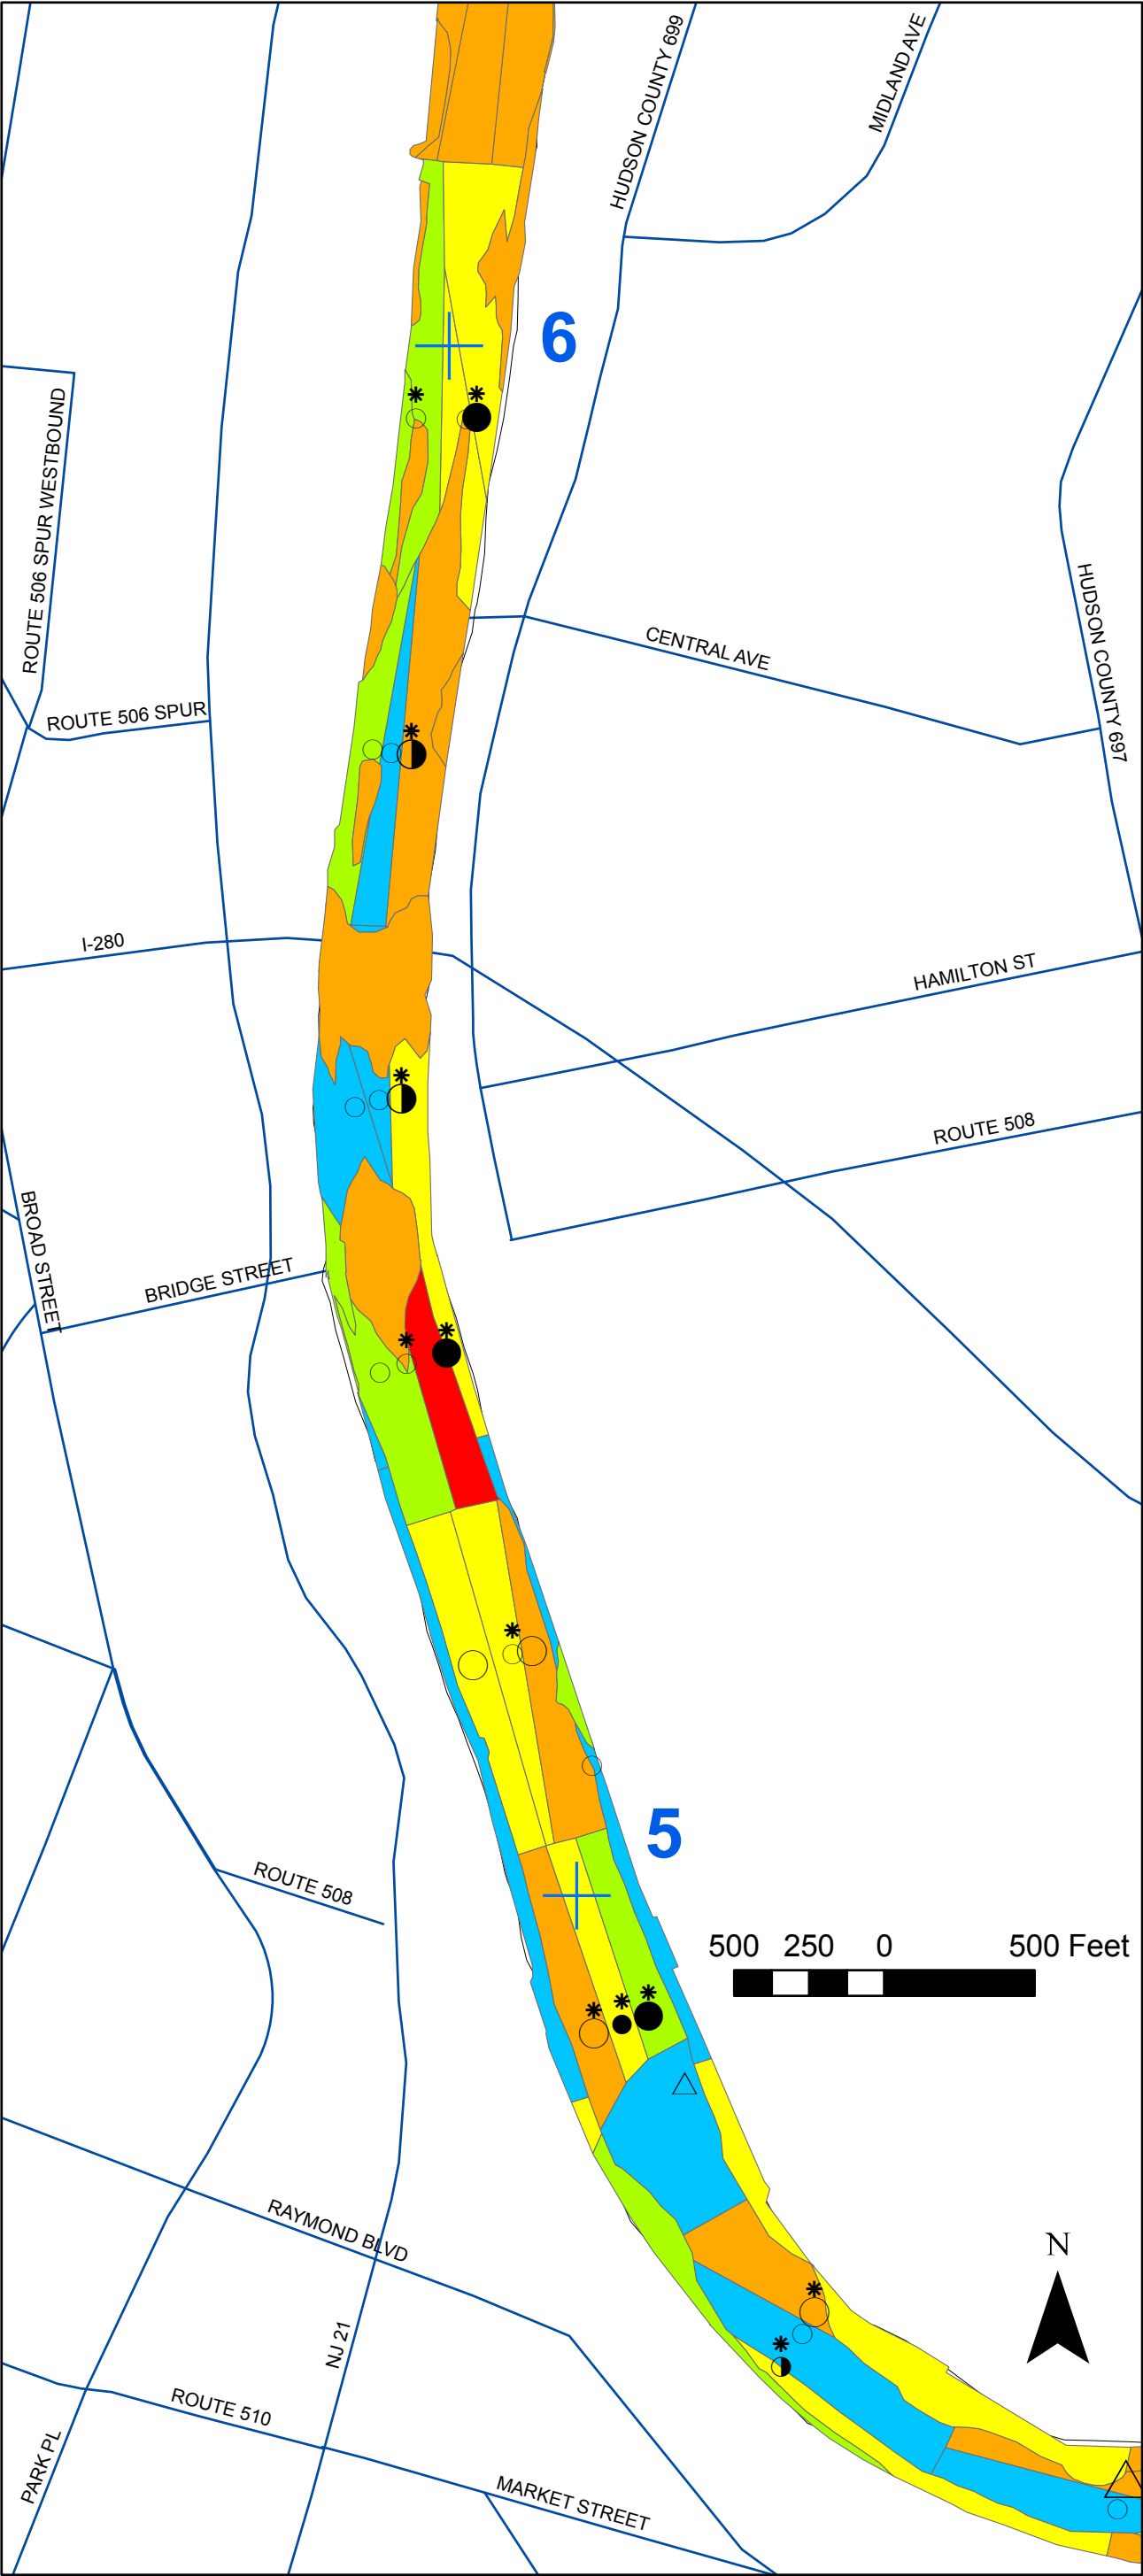 HUDSON COUNTY 699
MIDLAND AVE
6
ROUTE 506 SPUR WESTBOUND
HUDSON COUNTY 697
CENTRAL AVE
ROUTE 506 SPUR
I-280
HAMILTON ST
ROUTE 508
BROAD STREET
BRIDGE STREET
5
ROUTE 508
500 250 0 500 Feet
RAYMOND BLVD
N
NJ 21
ROUTE 510
PARK PL
MARKET STREET